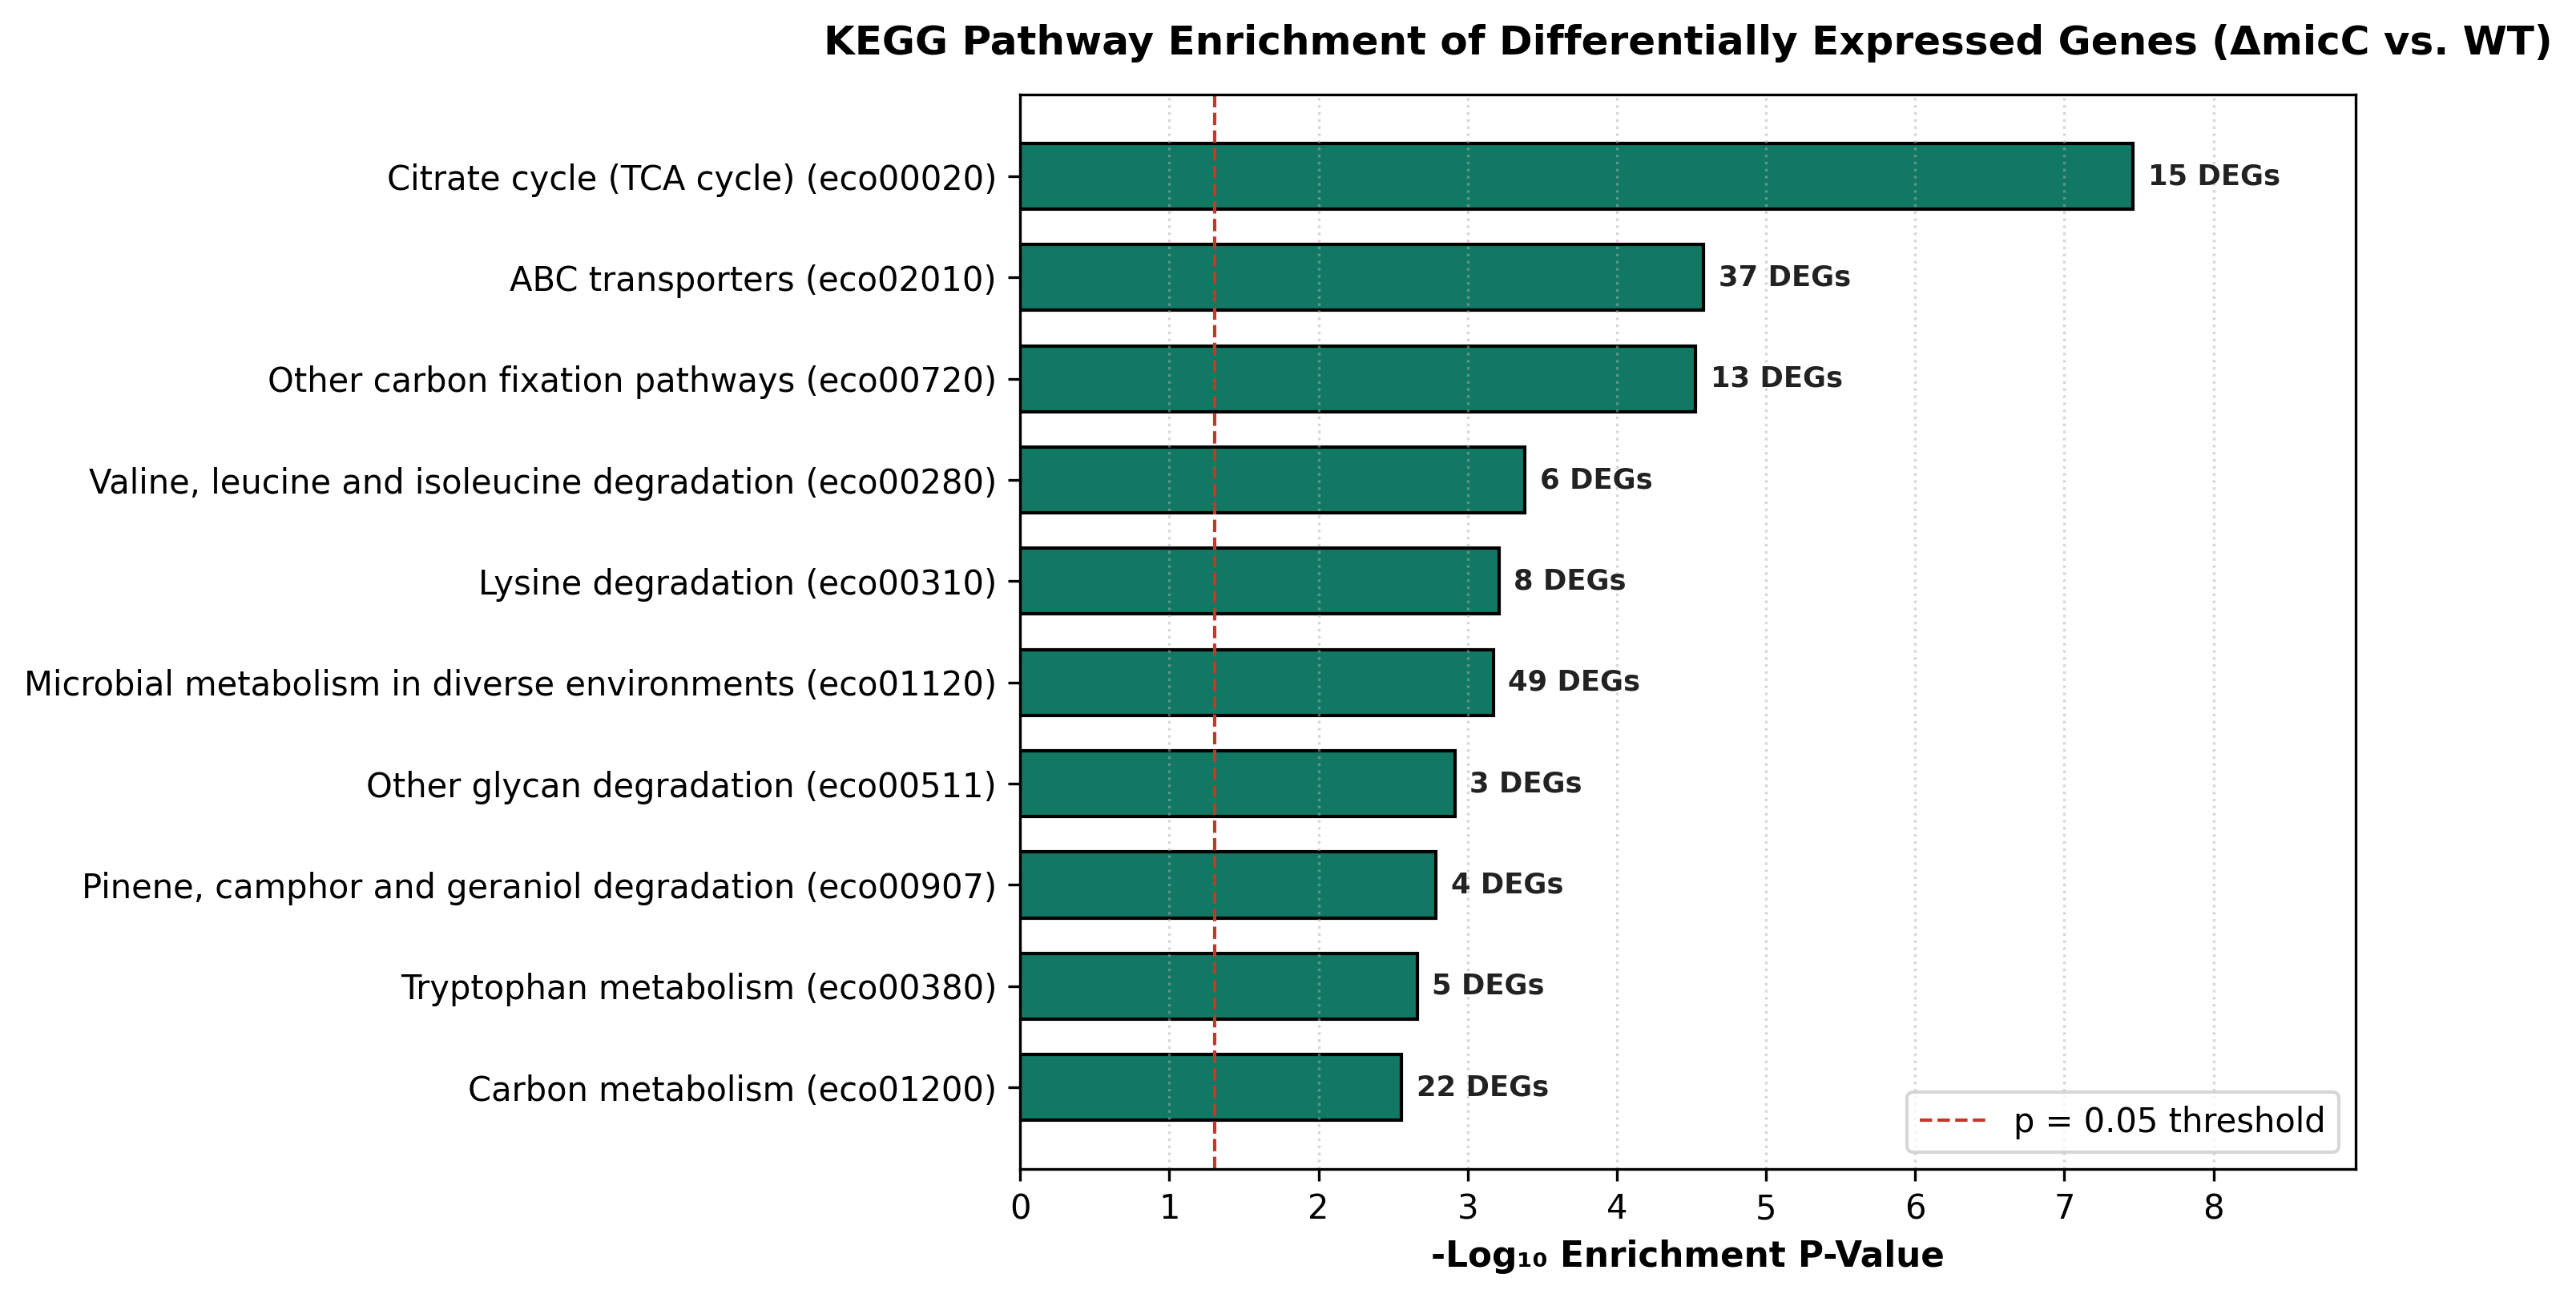 KEGG Pathway Enrichment of Differentially Expressed Genes (ΔmicC vs. WT)
Citrate cycle (TCA cycle) (eco00020)
15 DEGs
ABC transporters (eco02010)
37 DEGs
Other carbon fixation pathways (eco00720)
13 DEGs
Valine, leucine and isoleucine degradation (eco00280)
6 DEGs
Lysine degradation (eco00310)
8 DEGs
Microbial metabolism in diverse environments (eco01120)
49 DEGs
Other glycan degradation (eco00511)
3 DEGs
Pinene, camphor and geraniol degradation (eco00907)
4 DEGs
Tryptophan metabolism (eco00380)
5 DEGs
Carbon metabolism (eco01200)
22 DEGs
p = 0.05 threshold
0 1 2 3 4 5 6 7 8
-Log₁₀ Enrichment P-Value